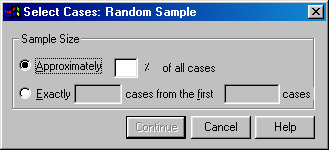 Select Cases: Random Sample
Sample Size
Approximately % of all cases
Exactly cases from the first cases
Continue Cancel Help